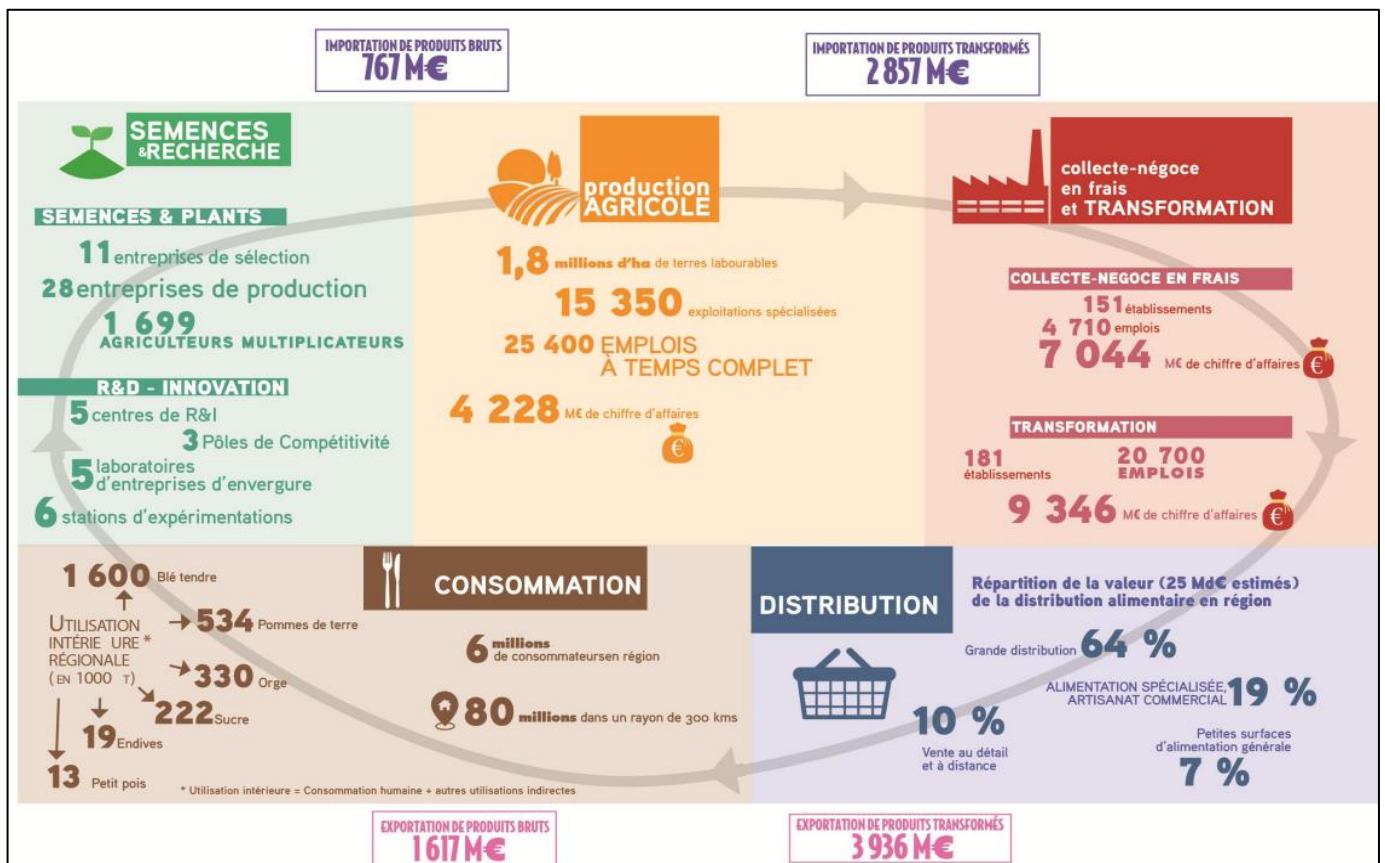 IMPORTATION DE PRODUITS BRUTS
767 M€
IMPORTATION DE PRODUITS TRANSFORMÉS
2 857 M€
SEMENCES
&RECHERCHE
SEMENCES & PLANTS
11 entreprises de sélection
28 entreprises de production
1 699
AGRICULTEURS MULTIPLICATEURS
R&D - INNOVATION
5 centres de R&I
3 Pôles de Compétitivité
5 laboratoires
d'entreprises d'envergure
6 stations d'expérimentations
production
AGRICOLE
1,8 millions d'ha de terres labourables
15 350 exploitations spécialisées
25 400 EMPLOIS
À TEMPS COMPLET
4 228 M€ de chiffre d'affaires
€
collecte-négoce
en frais
et TRANSFORMATION
COLLECTE-NEGOCE EN FRAIS
151 établissements
4 710 emplois
7 044 M€ de chiffre d'affaires
€
TRANSFORMATION
181
établissements
20 700
EMPLOIS
9 346 M€ de chiffre d'affaires
€
CONSOMMATION
1 600 Blé tendre
UTILISATION
INTÉRIE URE *
RÉGIONALE
(EN 1000 T)
534 Pommes de terre
330 Orge
222 Sucre
19 Endives
13 Petit pois
6 millions
de consommateursen région
80 millions dans un rayon de 300 kms
* Utilisation intérieure = Consommation humaine + autres utilisations indirectes
DISTRIBUTION
Répartition de la valeur (25 Md€ estimés)
de la distribution alimentaire en région
Grande distribution 64 %
ALIMENTATION SPÉCIALISÉE,
ARTISANAT COMMERCIAL 19 %
10 %
Vente au détail
et à distance
Petites surfaces
d'alimentation générale
7 %
EXPORTATION DE PRODUITS BRUTS
1 617 M€
EXPORTATION DE PRODUITS TRANSFORMÉS
3 936 M€